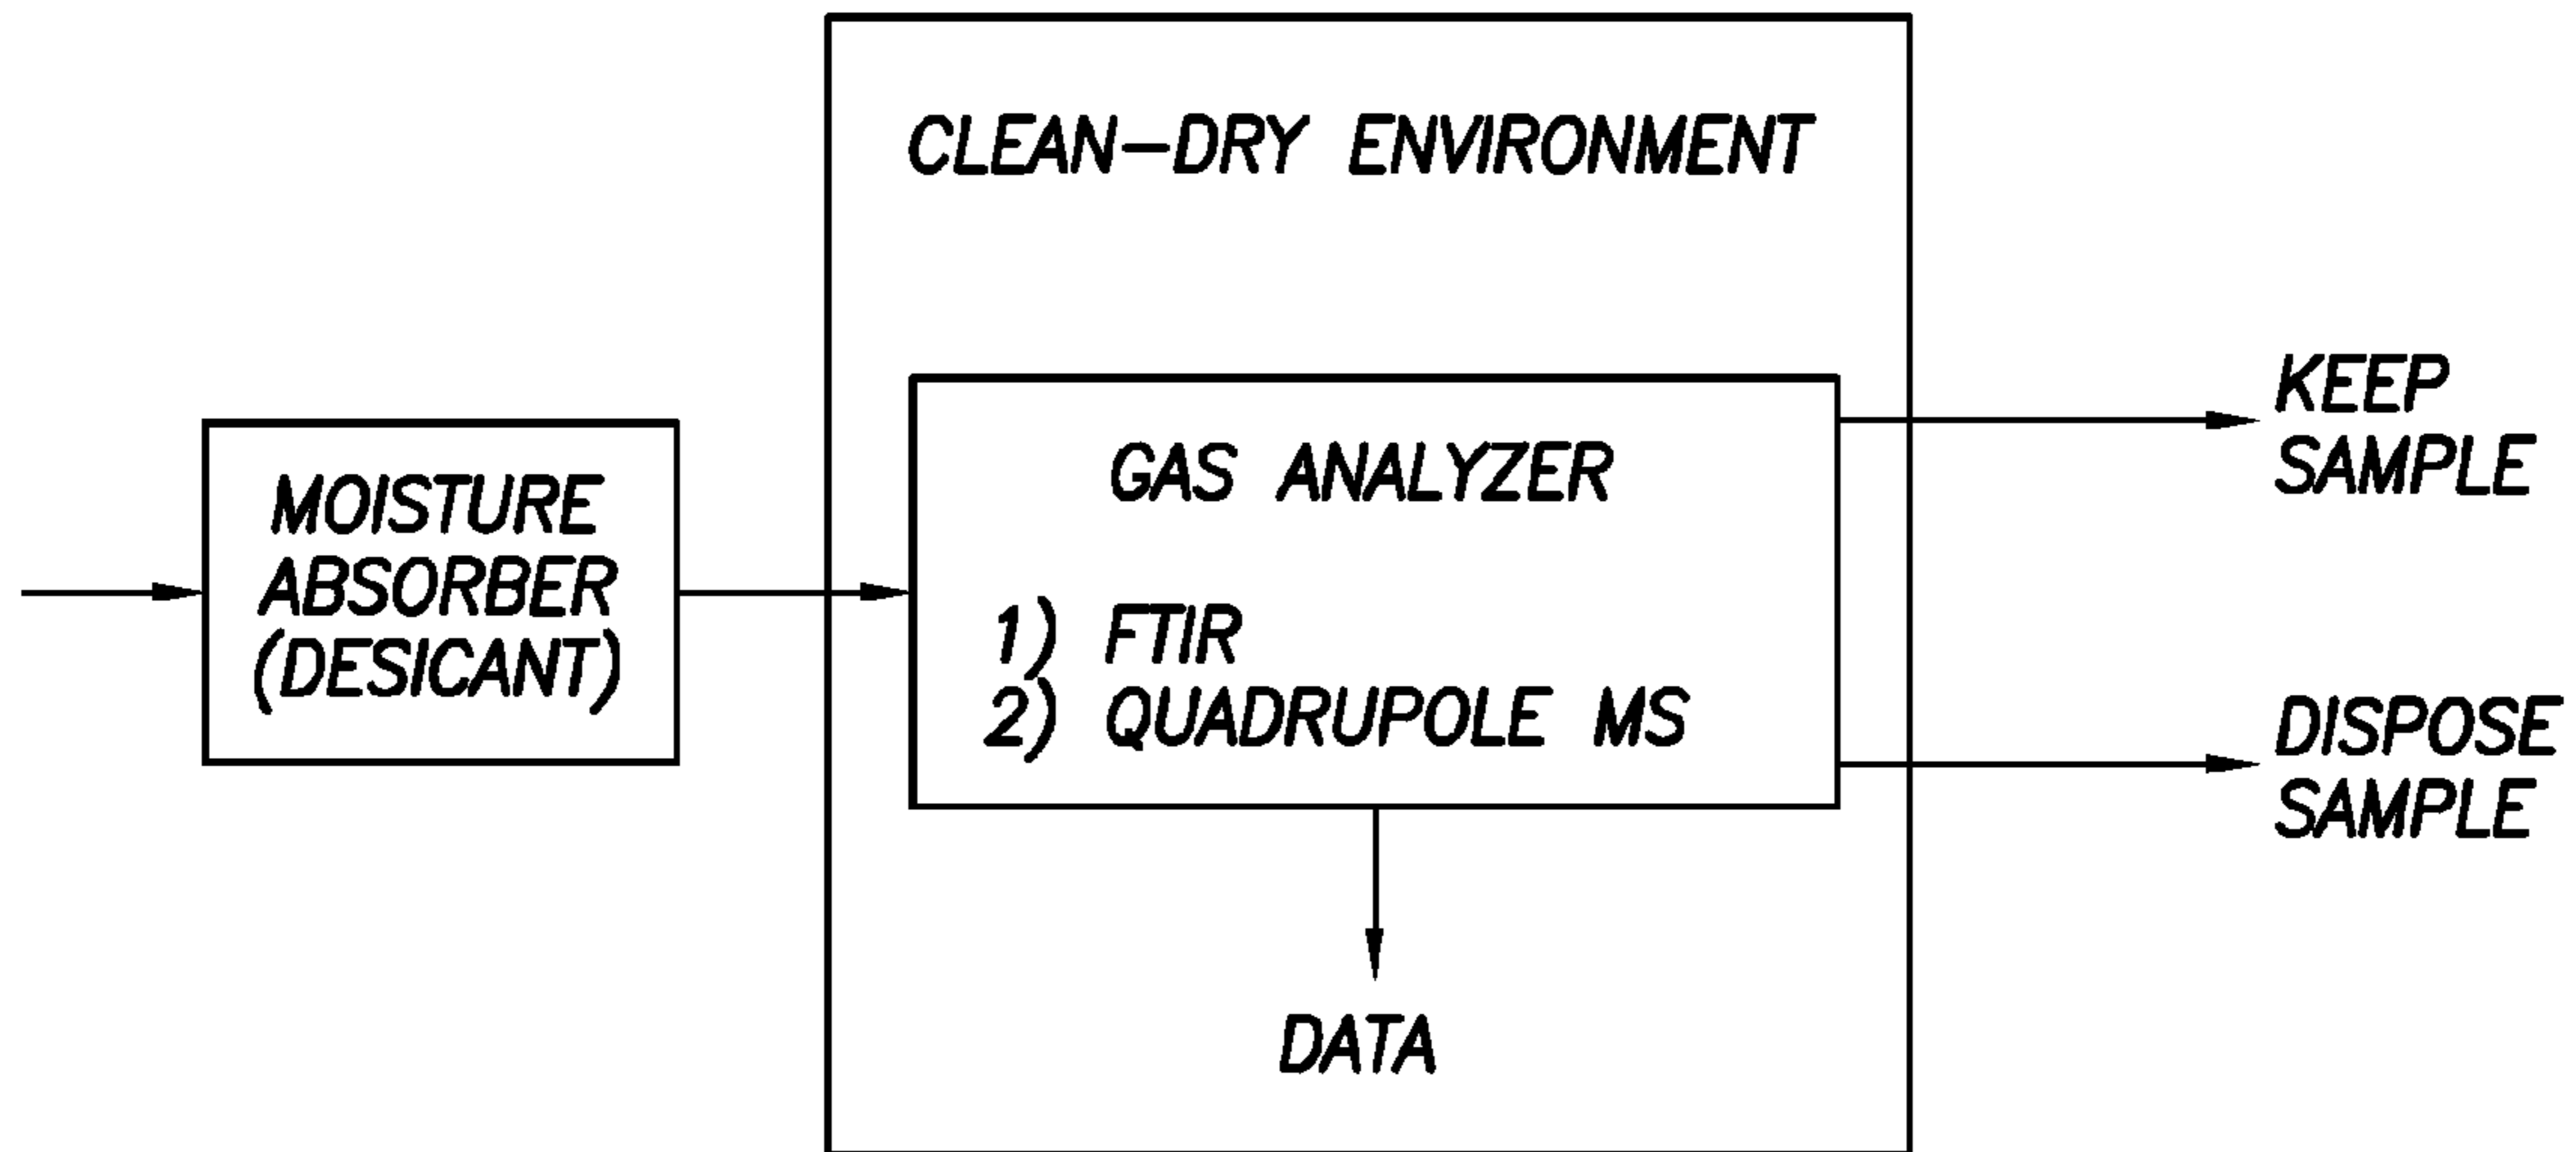 CLEAN-DRY ENVIRONMENT
MOISTURE
ABSORBER
(DESICANT)
GAS ANALYZER
1) FTIR
2) QUADRUPOLE MS
DATA
KEEP
SAMPLE
DISPOSE
SAMPLE